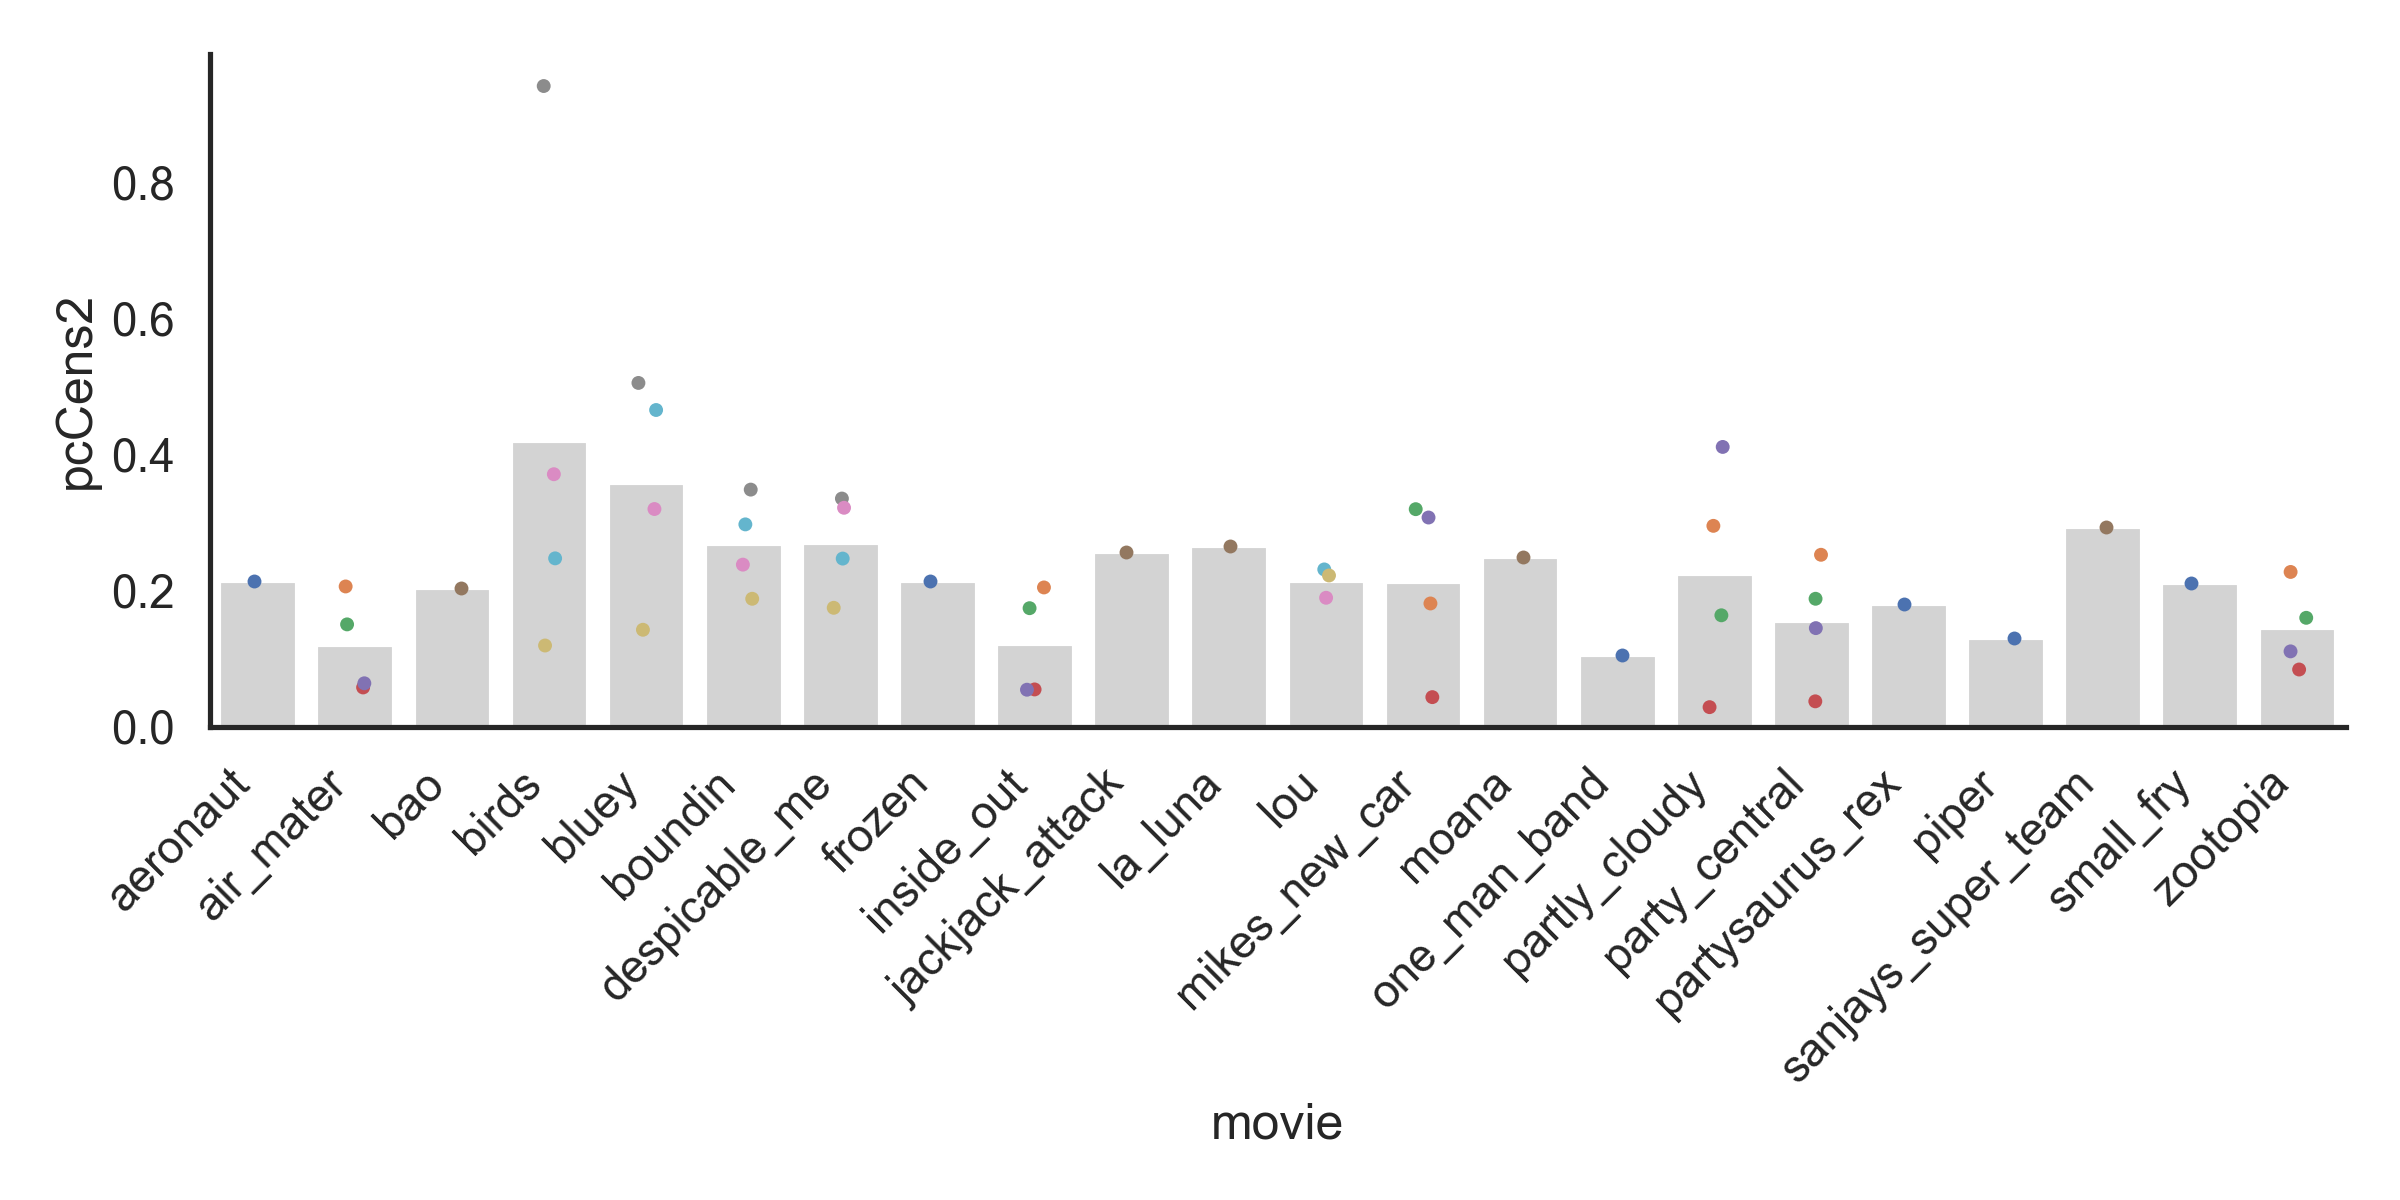 pcCens2
0.8
0.6
0.4
0.2
0.0
aeronaut
air_mater
bao
birds
bluey
boundin
despicable_me
frozen
inside_out
jackjack_attack
la_luna
lou
mikes_new_car
moana
one_man_band
partly_cloudy
party_central
partysaurus_rex
piper
sanjays_super_team
small_fry
zootopia
movie